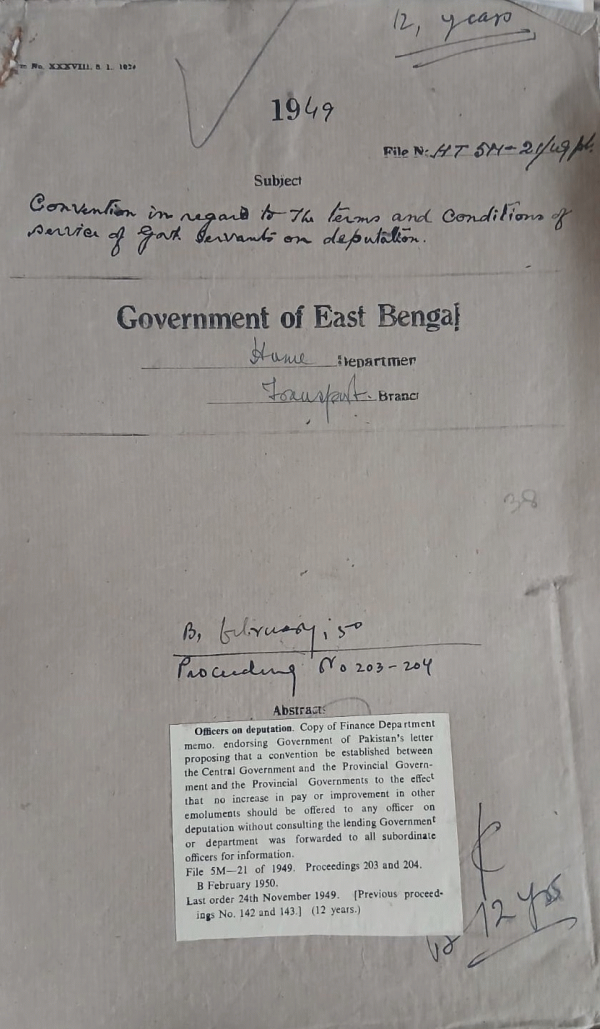 12, years
No. XXXVIII. S. 1.
1949
File No. HT 5M-21/49
Subject
Convention in regard to the terms and conditions of
service of Govt servants on deputation.
Government of East Bengal
Home Departmen
Transport Branc
38
B, february, 50
Proceeding No 203-204
Abstract
Officers on deputation. Copy of Finance Department
memo. endorsing Government of Pakistan's letter
proposing that a convention be established between
the Central Government and the Provincial Govern-
ment and the Provincial Governments to the effect
that no increase in pay or improvement in other
emoluments should be offered to any officer on
deputation without consulting the lending Government
or department was forwarded to all subordinate
officers for information.
File 5M—21 of 1949. Proceedings 203 and 204.
B February 1950.
Last order 24th November 1949. [Previous proceed-
ings No. 142 and 143.] (12 years.)
12 yrs